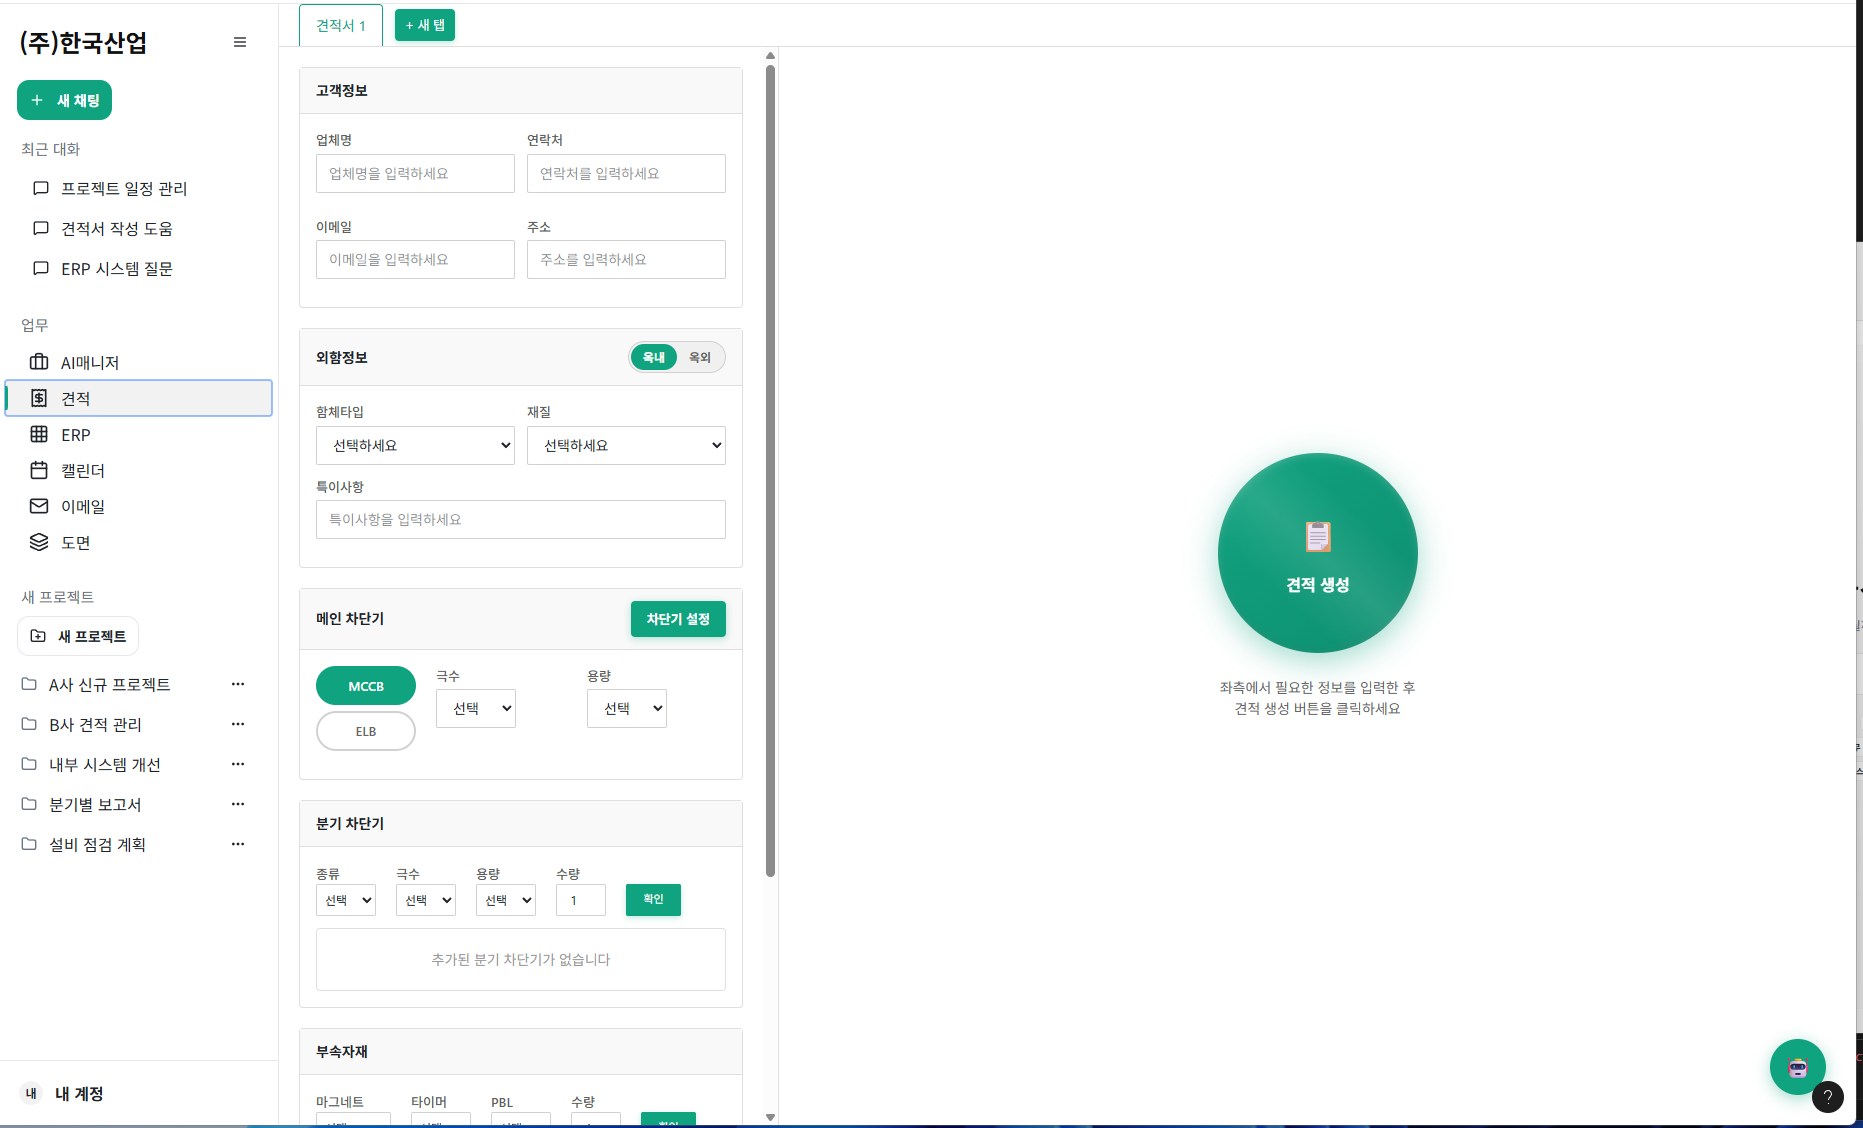 (주)한국산업
새 채팅
최근 대화
프로젝트 일정 관리
견적서 작성 도움
ERP 시스템 질문
업무
AI매니저
견적
ERP
캘린더
이메일
도면
새 프로젝트
새 프로젝트
A사 신규 프로젝트
B사 견적 관리
내부 시스템 개선
분기별 보고서
설비 점검 계획
내 내 계정
견적서 1
+ 새 탭
고객정보
업체명 연락처
업체명을 입력하세요 연락처를 입력하세요
이메일 주소
이메일을 입력하세요 주소를 입력하세요
외함정보 옥내 옥외
함체타입 재질
선택하세요 선택하세요
특이사항
특이사항을 입력하세요
메인 차단기 차단기 설정
MCCB
ELB
극수 용량
선택 선택
분기 차단기
종류 극수 용량 수량
선택 선택 선택 1 확인
추가된 분기 차단기가 없습니다
부속자재
마그네트 타이머 PBL 수량
견적 생성
좌측에서 필요한 정보를 입력한 후
견적 생성 버튼을 클릭하세요
?